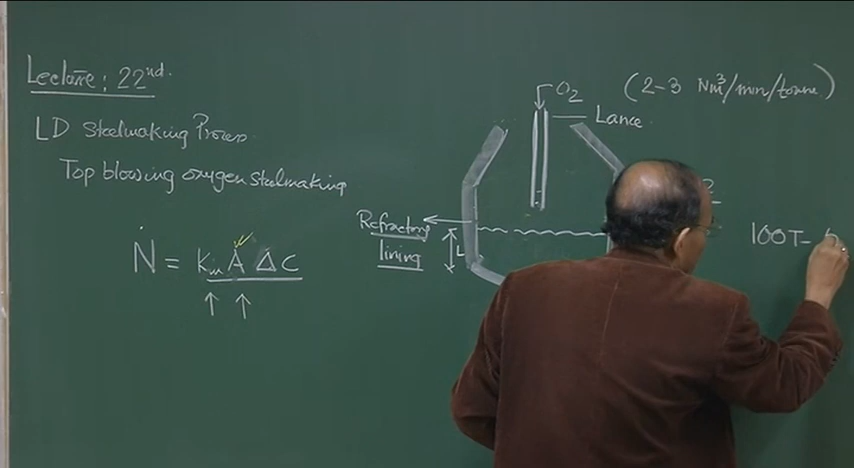 Lecture: 22nd.
LD Steelmaking Process
Top blowing oxygen steelmaking
Ṅ = Km A Δ C
O2
(2-3 Nm3/min/tonne)
Lance
Refractory
lining
L
2
100T-